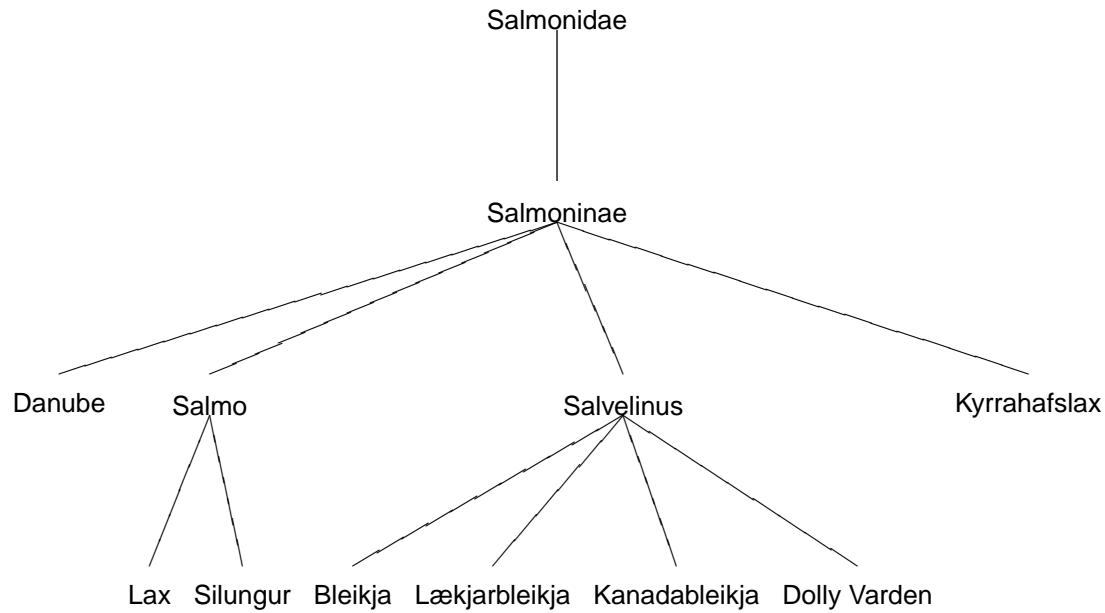 Salmonidae
Salmoninae
Danube Salmo Salvelinus Kyrrahafslax
Lax Silungur Bleikja Lækjarbleikja Kanadableikja Dolly Varden